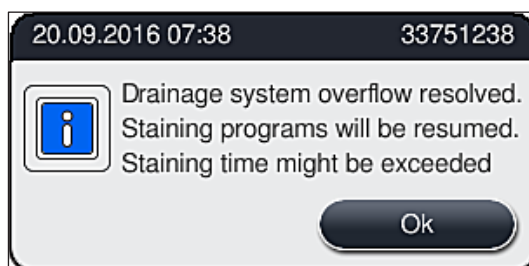 20.09.2016 07:38 33751238
Drainage system overflow resolved.
Staining programs will be resumed.
Staining time might be exceeded
Ok